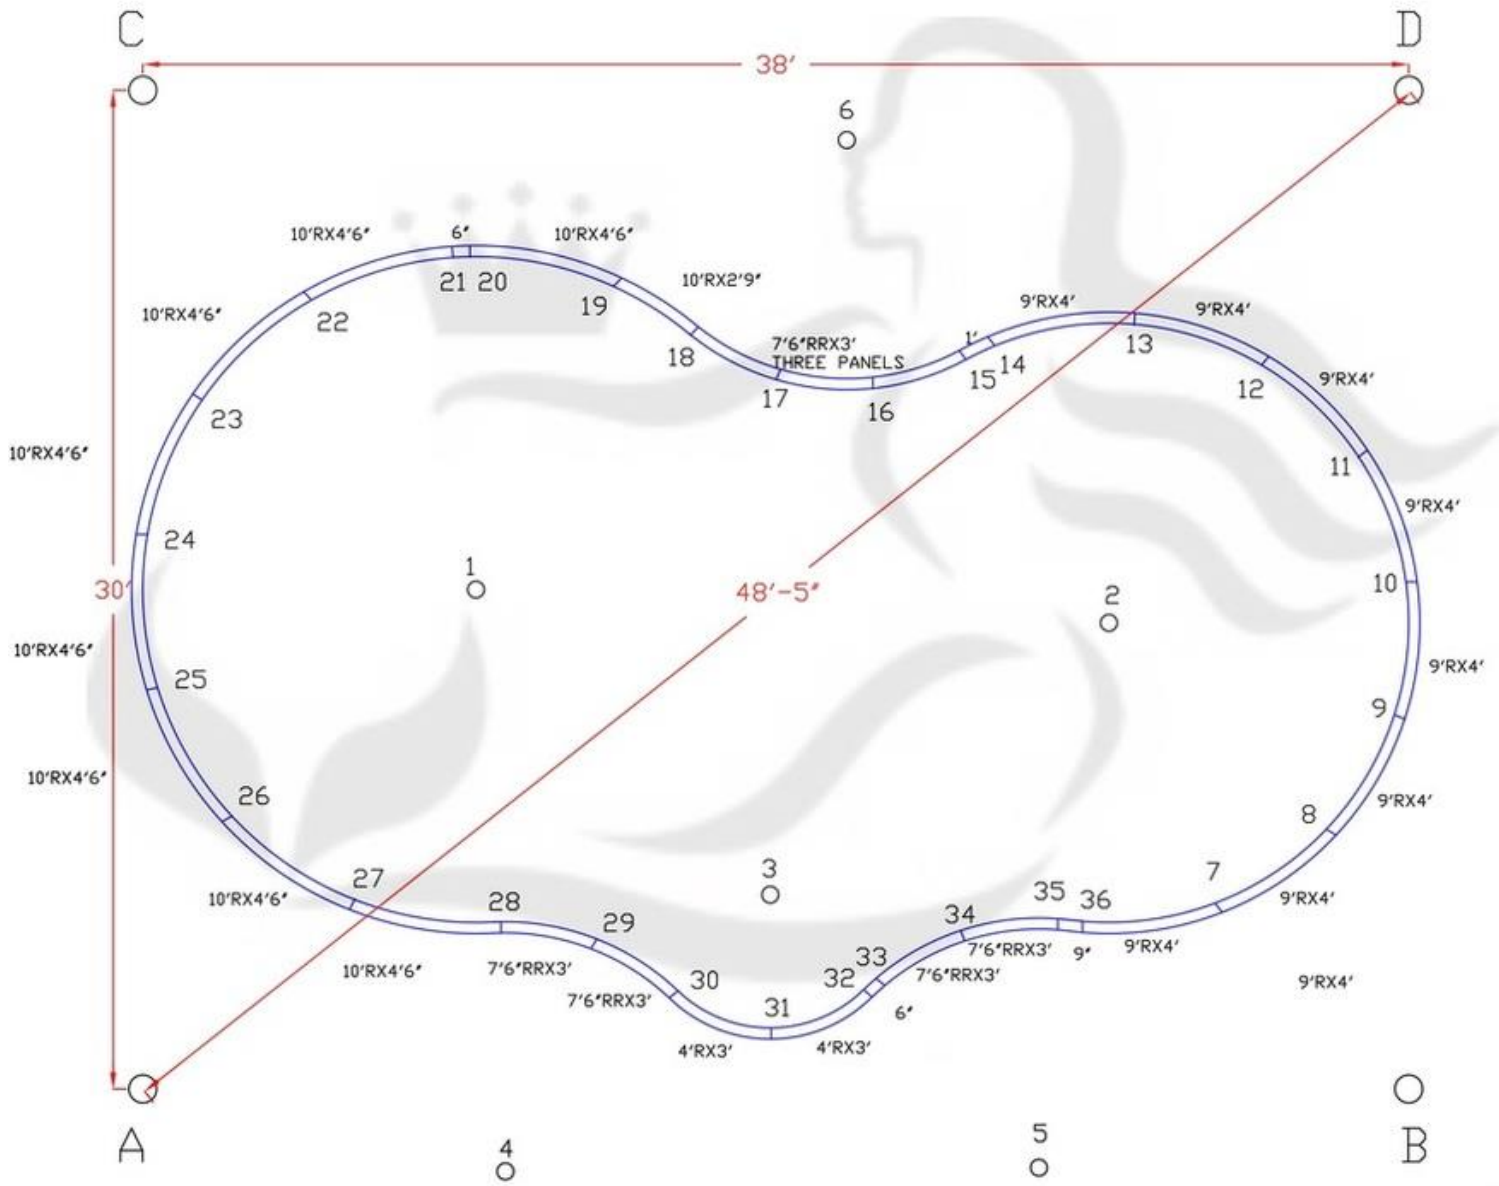 C
D
38'
6
10'RX4'6"
6"
10'RX4'6"
10'RX2'9"
21 20
19
22
10'RX4'6"
9'RX4'
9'RX4'
18
7'6"RRX3'
THREE PANELS
1'
14
15
13
12
9'RX4'
17
16
23
10'RX4'6"
11
9'RX4'
24
1
30'
48'-5"
2
10
10'RX4'6"
25
9'RX4'
9
10'RX4'6"
26
8
9'RX4'
27
3
7
10'RX4'6"
28
29
34
35
36
9'RX4'
10'RX4'6"
7'6"RRX3'
7'6"RRX3'
30
31
32
33
7'6"RRX3'
7'6"RRX3'
9"
9'RX4'
9'RX4'
6"
4'RX3'
4'RX3'
A
4
5
B